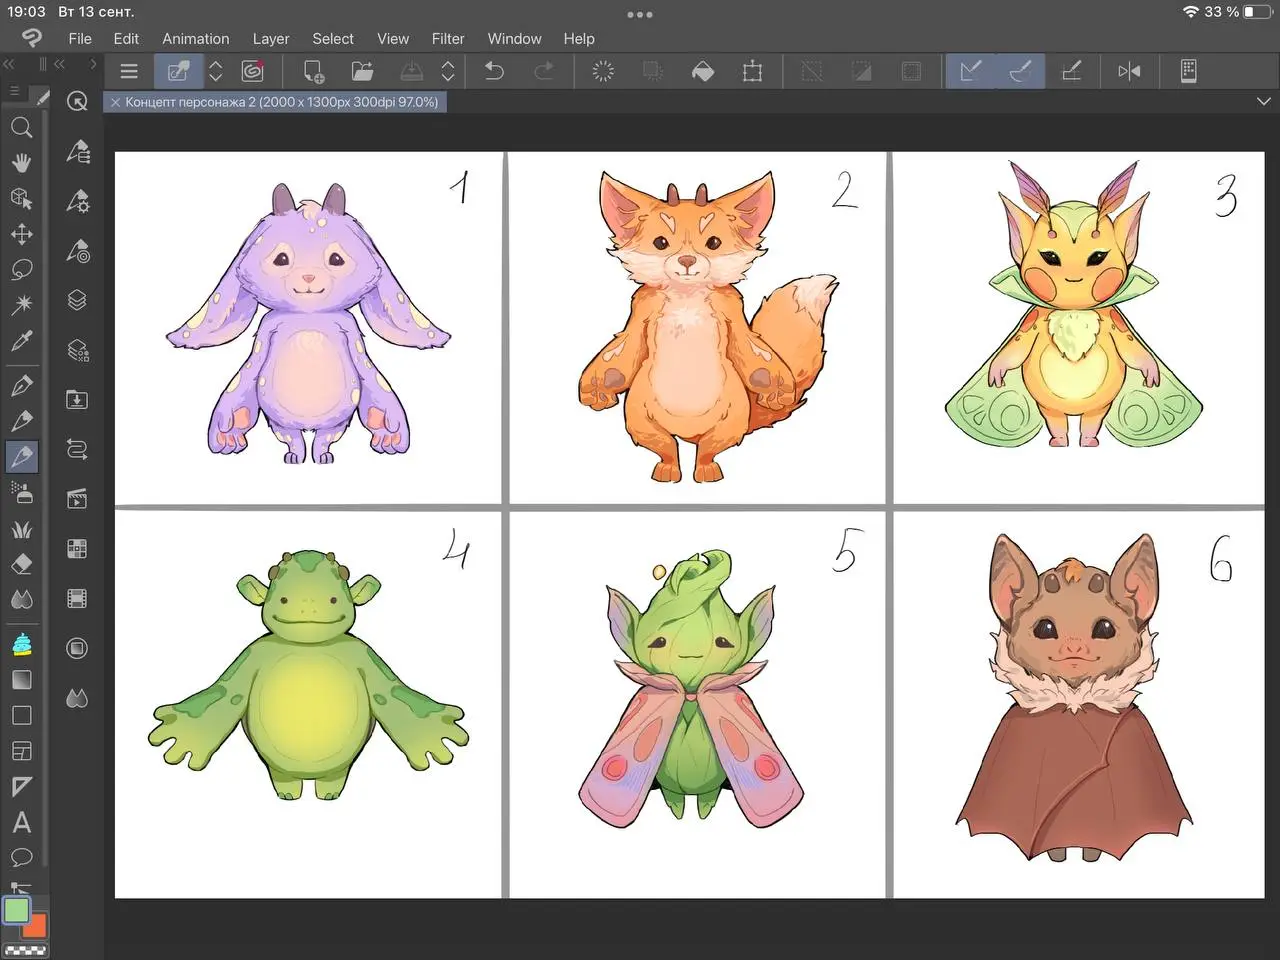 19:03 Вт 13 сент. 33 %
File Edit Animation Layer Select View Filter Window Help
Концепт персонажа 2 (2000 x 1300px 300dpi 97.0%)
1 2 3
4 5 6
A